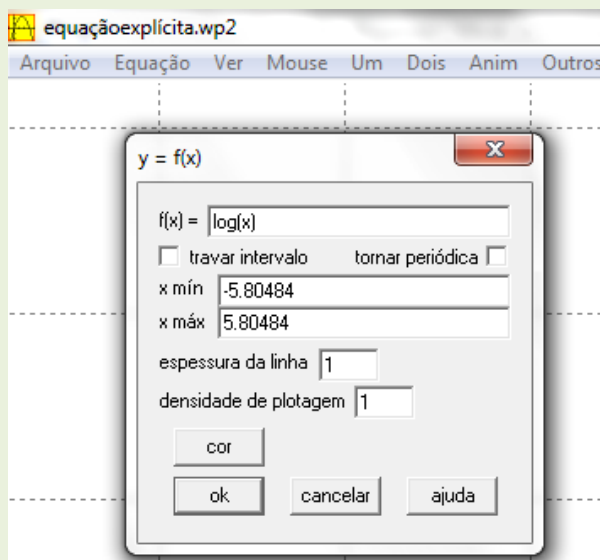 equaçãoexplícita.wp2
Arquivo Equação Ver Mouse Um Dois Anim Outros
y = f(x)
f(x) = log(x)
travar intervalo tornar periódica
x mín -5.80484
x máx 5.80484
espessura da linha 1
densidade de plotagem 1
cor
ok cancelar ajuda